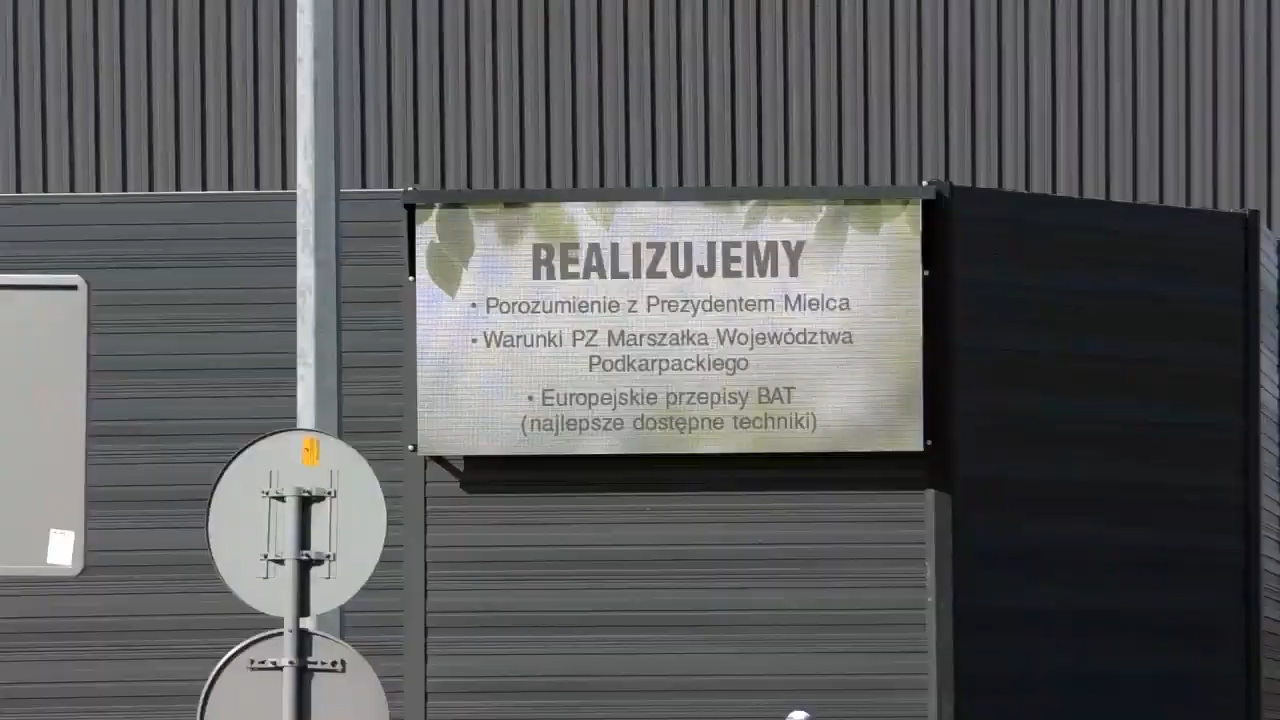 REALIZUJEMY
• Porozumienie z Prezydentem Mielca
• Warunki PZ Marszałka Województwa
Podkarpackiego
• Europejskie przepisy BAT
(najlepsze dostępne techniki)